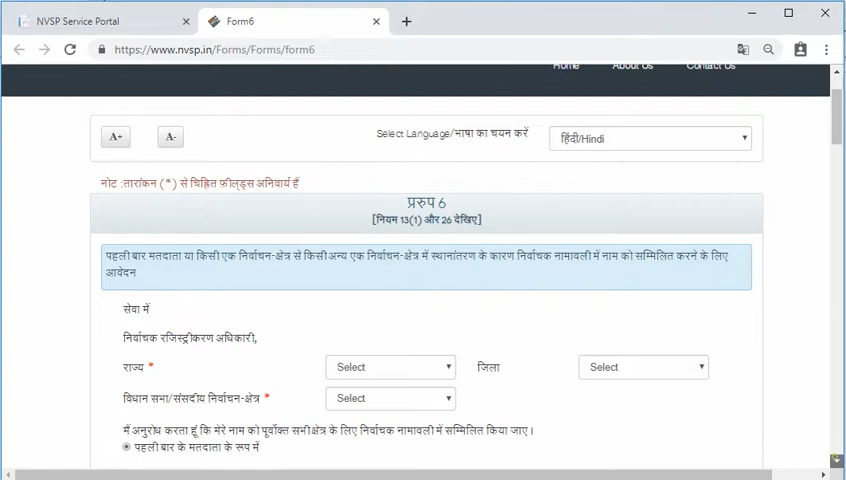 NVSP Service Portal
Form6
https://www.nvsp.in/Forms/Forms/form6
Home About Us Contact Us
A+ A- Select Language/भाषा का चयन करें हिंदी/Hindi
नोट :तारांकन (*) से चिह्नित फ़ील्ड्स अनिवार्य हैं
प्ररुप 6
[नियम 13(1) और 26 देखिए]
पहली बार मतदाता या किसी एक निर्वाचन-क्षेत्र से किसी अन्य एक निर्वाचन-क्षेत्र में स्थानांतरण के कारण निर्वाचक नामावली में नाम को सम्मिलित करने के लिए
आवेदन
सेवा में
निर्वाचक रजिस्ट्रीकरण अधिकारी,
राज्य * Select जिला Select
विधान सभा/संसदीय निर्वाचन-क्षेत्र * Select
मैं अनुरोध करता हूं कि मेरे नाम को पूर्वोक्त सभी क्षेत्र के लिए निर्वाचक नामावली में सम्मिलित किया जाए ।
पहली बार के मतदाता के रूप में